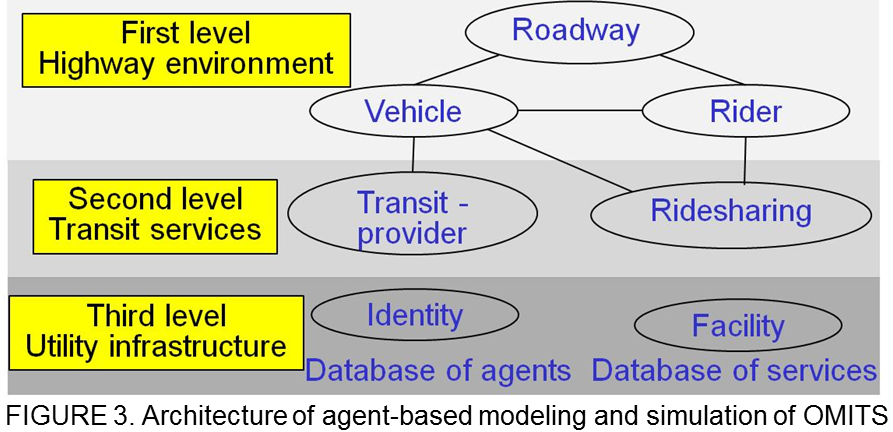 First level
Highway environment
Roadway
Vehicle
Rider
Second level
Transit services
Transit -
provider
Ridesharing
Third level
Utility infrastructure
Identity
Facility
Database of agents
Database of services
FIGURE 3. Architecture of agent-based modeling and simulation of OMITS